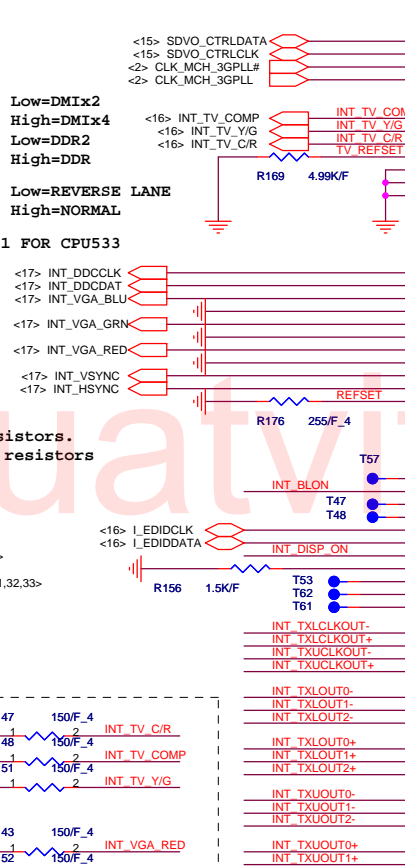 <15> SDVO_CTRLDATA
<15> SDVO_CTRLCLK
<2> CLK_MCH_3GPLL#
<2> CLK_MCH_3GPLL
Low=DMIx2
High=DMIx4
Low=DDR2
High=DDR
Low=REVERSE LANE
High=NORMAL
<16> INT_TV_COMP INT_TV_COM
<16> INT_TV_Y/G INT_TV_Y/G
<16> INT_TV_C/R INT_TV_C/R
TV_REFSET
R169 4.99K/F
1 FOR CPU533
<17> INT_DDCCLK
<17> INT_DDCDAT
<17> INT_VGA_BLU
<17> INT_VGA_GRN
<17> INT_VGA_RED
<17> INT_VSYNC
<17> INT_HSYNC
REFSET
R176 255/F_4
sistors.
resistors
uatvi
T57
INT_BLON
T47
T48
<16> I_EDIDCLK
<16> I_EDIDDATA
INT_DISP_ON
>
1,32,33>
R156 1.5K/F
T53
T62
T61
INT_TXLCLKOUT-
INT_TXLCLKOUT+
INT_TXUCLKOUT-
INT_TXUCLKOUT+
INT_TXLOUT0-
INT_TXLOUT1-
INT_TXLOUT2-
INT_TXLOUT0+
INT_TXLOUT1+
INT_TXLOUT2+
INT_TXUOUT0-
INT_TXUOUT1-
INT_TXUOUT2-
INT_TXUOUT0+
INT_TXUOUT1+
47 150/F_4
1 2 INT_TV_C/R
48 150/F_4
1 2 INT_TV_COMP
51 150/F_4
1 2 INT_TV_Y/G
43 150/F_4
1 2 INT_VGA_RED
52 150/F_4